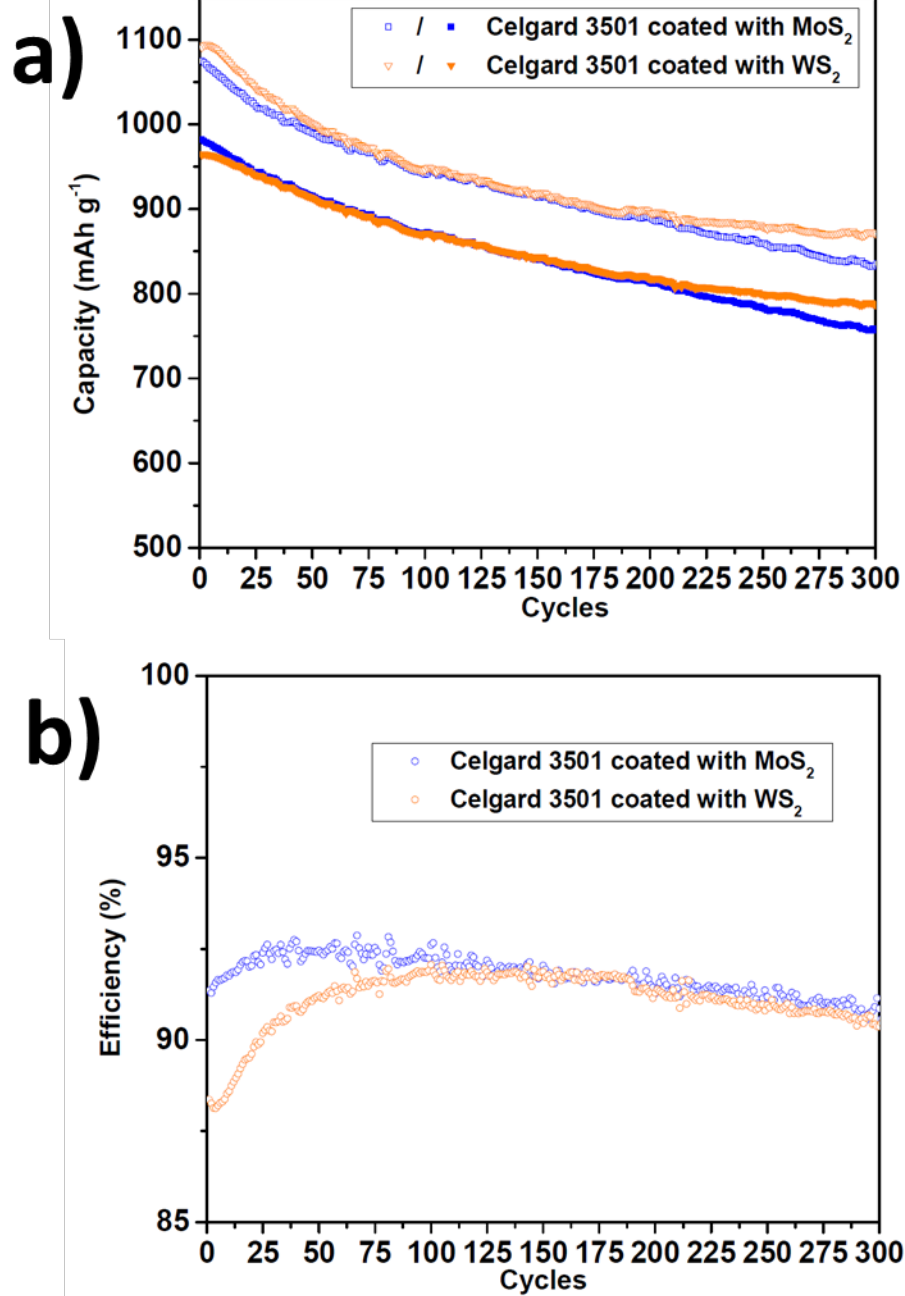 a)
□ / ■ Celgard 3501 coated with MoS₂
▽ / ▼ Celgard 3501 coated with WS₂
1100
1000
900
800
700
600
500
Capacity (mAh g⁻¹)
0 25 50 75 100 125 150 175 200 225 250 275 300
Cycles
b)
○ Celgard 3501 coated with MoS₂
○ Celgard 3501 coated with WS₂
100
95
90
85
Efficiency (%)
0 25 50 75 100 125 150 175 200 225 250 275 300
Cycles